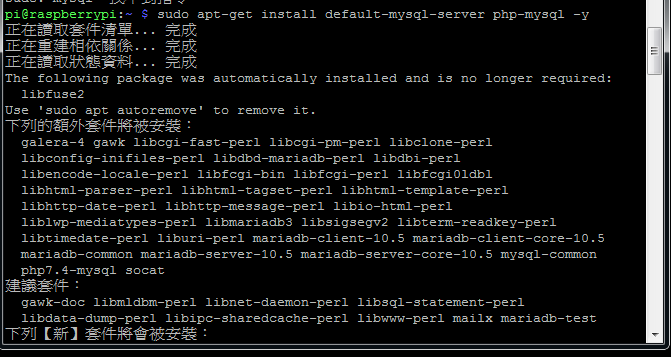 pi@raspberrypi:~ $ sudo apt-get install default-mysql-server php-mysql -y
正在讀取套件清單... 完成
正在重建相依關係... 完成
正在讀取狀態資料... 完成
The following package was automatically installed and is no longer required:
  libfuse2
Use 'sudo apt autoremove' to remove it.
下列的額外套件將被安裝：
  galera-4 gawk libcgi-fast-perl libcgi-pm-perl libclone-perl
  libconfig-inifiles-perl libdbd-mariadb-perl libdbi-perl
  libencode-locale-perl libfcgi-bin libfcgi-perl libfcgi0ldbl
  libhtml-parser-perl libhtml-tagset-perl libhtml-template-perl
  libhttp-date-perl libhttp-message-perl libio-html-perl
  liblwp-mediatypes-perl libmariadb3 libsigsegv2 libterm-readkey-perl
  libtimedate-perl liburi-perl mariadb-client-10.5 mariadb-client-core-10.5
  mariadb-common mariadb-server-10.5 mariadb-server-core-10.5 mysql-common
  php7.4-mysql socat
建議套件：
  gawk-doc libmldbm-perl libnet-daemon-perl libsql-statement-perl
  libdata-dump-perl libipc-sharedcache-perl libwww-perl mailx mariadb-test
下列【新】套件將會被安裝：